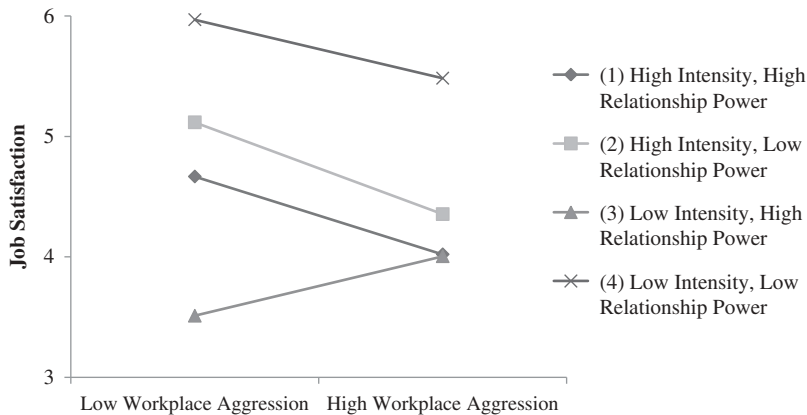 6
5
4
3
Job Satisfaction
Low Workplace Aggression
High Workplace Aggression
(1) High Intensity, High
Relationship Power
(2) High Intensity, Low
Relationship Power
(3) Low Intensity, High
Relationship Power
(4) Low Intensity, Low
Relationship Power